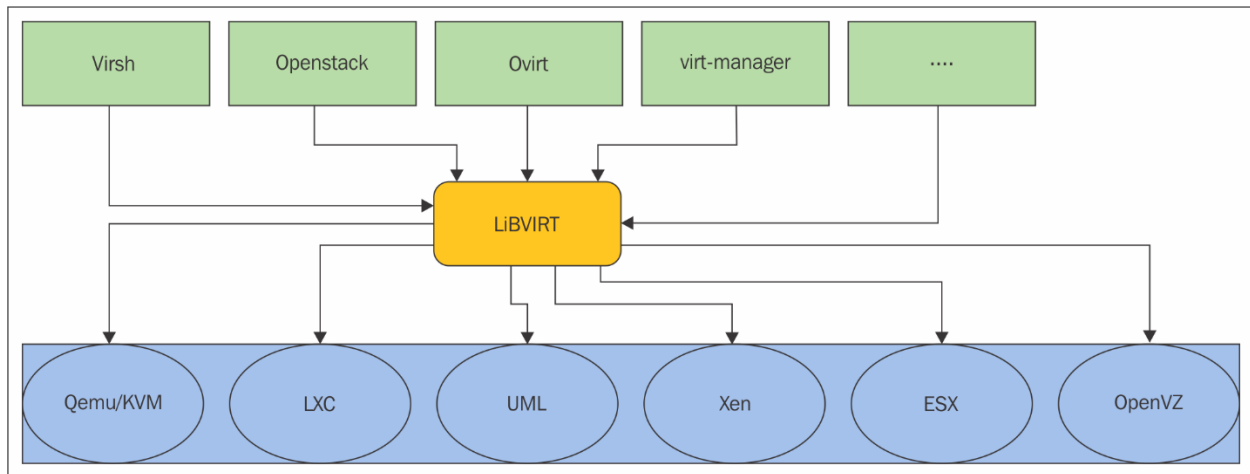 Virsh
Openstack
Ovirt
virt-manager
....
LiBVIRT
Qemu/KVM
LXC
UML
Xen
ESX
OpenVZ